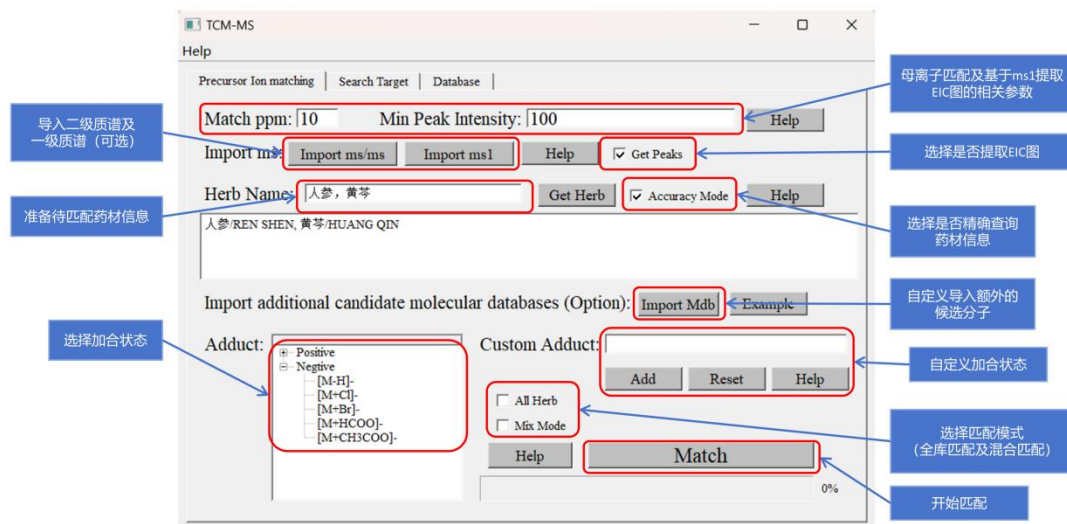 TCM-MS
Help
Precursor Ion matching
Search Target
Database
母离子匹配及基于ms1提取
EIC图的相关参数
导入二级质谱及
一级质谱（可选）
Match ppm: 10
Min Peak Intensity: 100
Help
Import ms:
Import ms/ms
Import ms1
Help
Get Peaks
选择是否提取EIC图
准备待匹配药材信息
Herb Name:
人参，黄芩
Get Herb
Accuracy Mode
Help
人参/REN SHEN, 黄芩/HUANG QIN
选择是否精确查询
药材信息
Import additional candidate molecular databases (Option):
Import Mdb
Example
自定义导入额外的
候选分子
选择加合状态
Adduct:
Positive
Negtive
[M-H]-
[M+Cl]-
[M+Br]-
[M+HCOO]-
[M+CH3COO]-
Custom Adduct:
Add
Reset
Help
自定义加合状态
All Herb
Mix Mode
选择匹配模式
（全库匹配及混合匹配）
Help
Match
0%
开始匹配